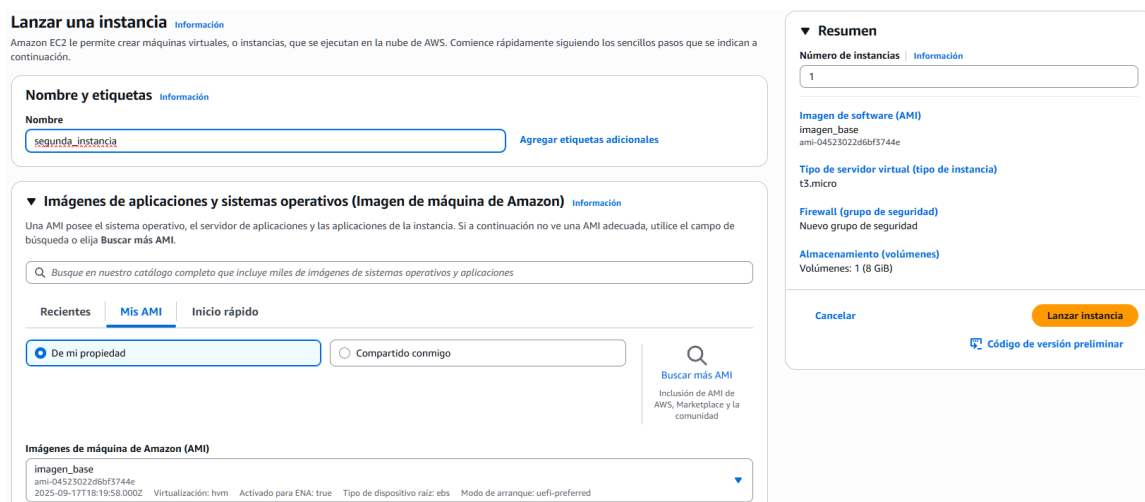 Lanzar una instancia Información
Amazon EC2 le permite crear máquinas virtuales, o instancias, que se ejecutan en la nube de AWS. Comience rápidamente siguiendo los sencillos pasos que se indican a
continuación.
Nombre y etiquetas Información
Nombre
segunda_instancia
Agregar etiquetas adicionales
Imágenes de aplicaciones y sistemas operativos (Imagen de máquina de Amazon) Información
Una AMI posee el sistema operativo, el servidor de aplicaciones y las aplicaciones de la instancia. Si a continuación no ve una AMI adecuada, utilice el campo de
búsqueda o elija Buscar más AMI.
Busque en nuestro catálogo completo que incluye miles de imágenes de sistemas operativos y aplicaciones
Recientes
Mis AMI
Inicio rápido
De mi propiedad
Compartido conmigo
Buscar más AMI
Inclusión de AMI de
AWS, Marketplace y la
comunidad
Imágenes de máquina de Amazon (AMI)
imagen_base
ami-04523022d6bf3744e
2025-09-17T18:19:58.000Z Virtualización: hvm Activado para ENA: true Tipo de dispositivo raíz: ebs Modo de arranque: uefi-preferred
Resumen
Número de instancias Información
1
Imagen de software (AMI)
imagen_base
ami-04523022d6bf3744e
Tipo de servidor virtual (tipo de instancia)
t3.micro
Firewall (grupo de seguridad)
Nuevo grupo de seguridad
Almacenamiento (volúmenes)
Volúmenes: 1 (8 GiB)
Cancelar
Lanzar instancia
Código de versión preliminar